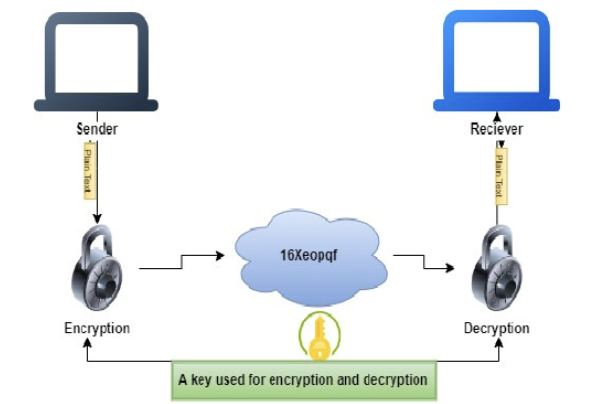 Sender
Reciever
Plain Text
Plain Text
16Xeopqf
Encryption
Decryption
A key used for encryption and decryption